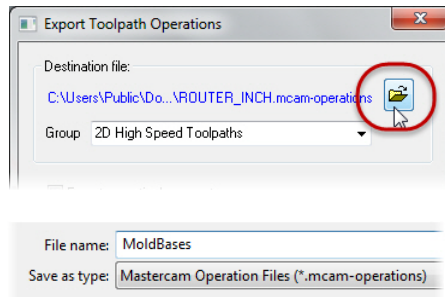 Export Toolpath Operations
Destination file:
C:\Users\Public\Do...\ROUTER_INCH.mcam-operations
Group 2D High Speed Toolpaths
File name: MoldBases
Save as type: Mastercam Operation Files (*.mcam-operations)